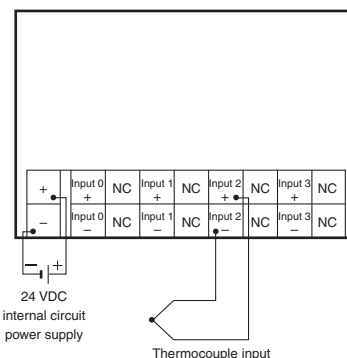 + Input 0 + NC Input 1 + NC Input 2 + NC Input 3 + NC
− Input 0 − NC Input 1 − NC Input 2 − NC Input 3 − NC
− +
24 VDC
internal circuit
power supply
Thermocouple input